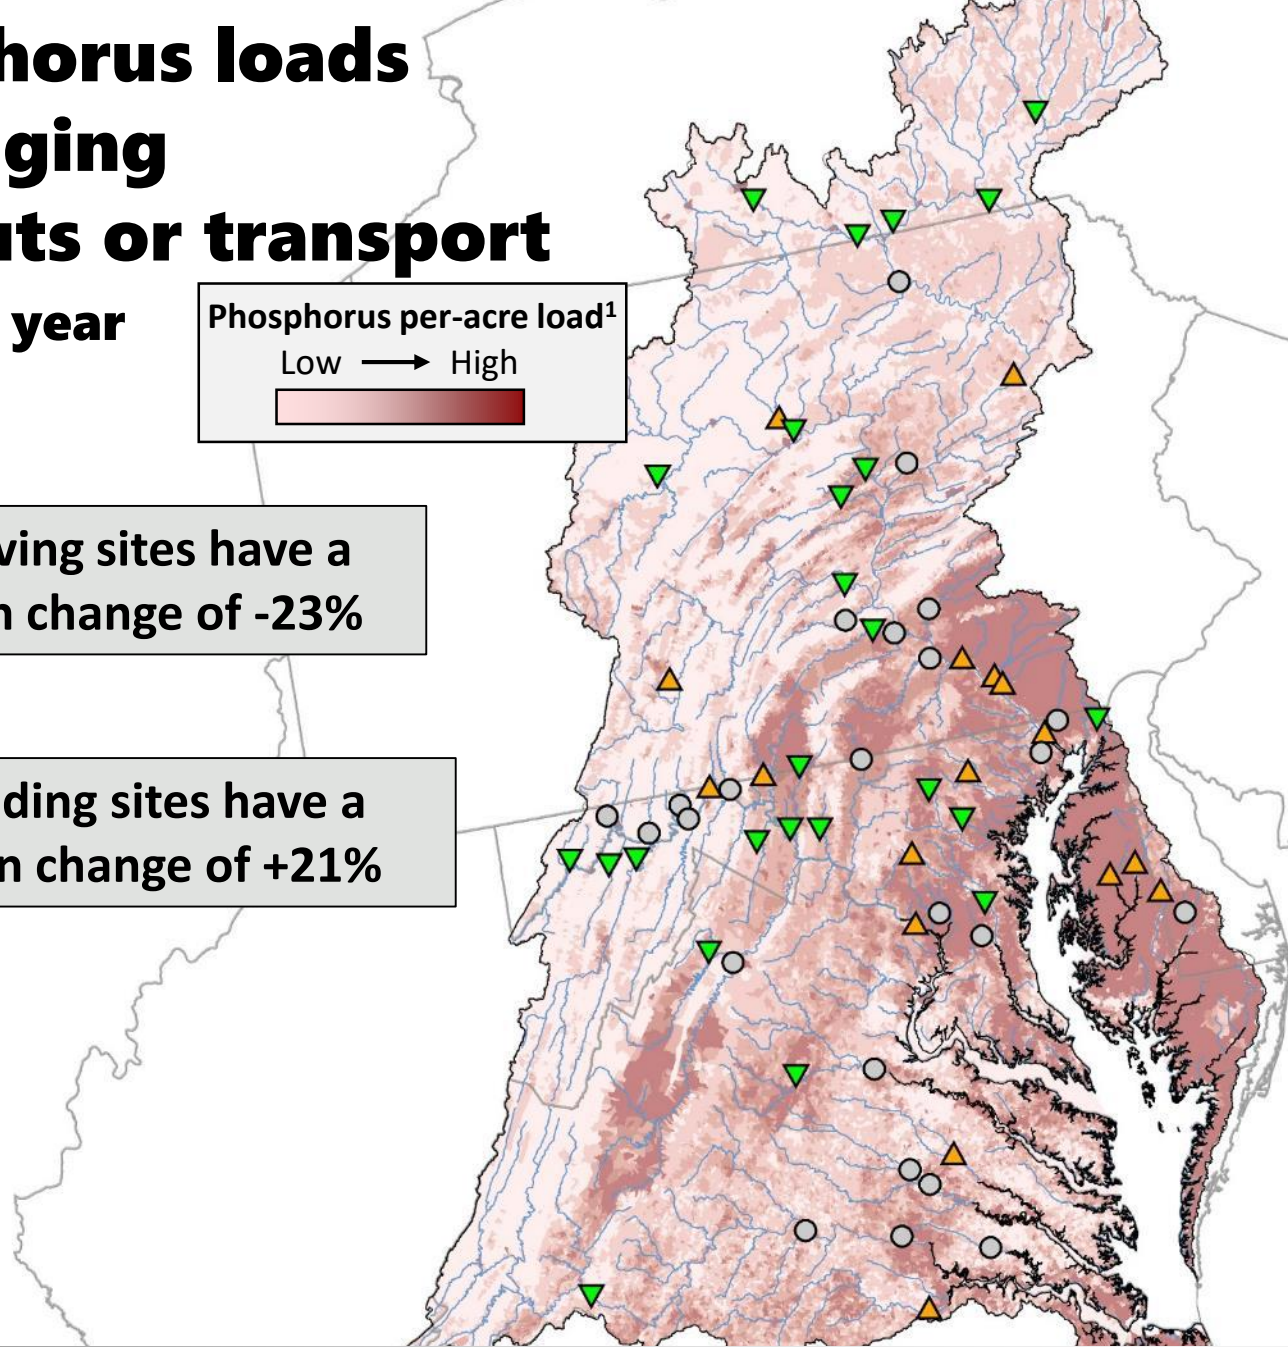 horus loads
ging
uts or transport
year
Phosphorus per-acre load¹
Low → High
ving sites have a
n change of -23%
ding sites have a
n change of +21%